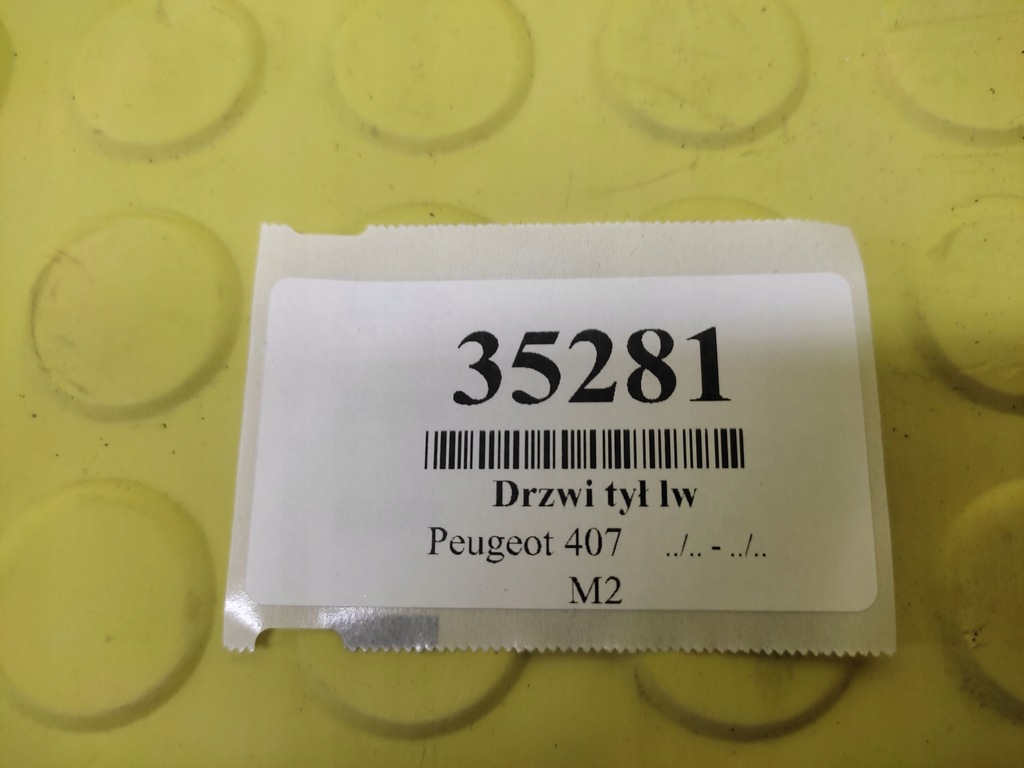 35281
Drzwi tył lw
Peugeot 407 ../.. - ../..
M2